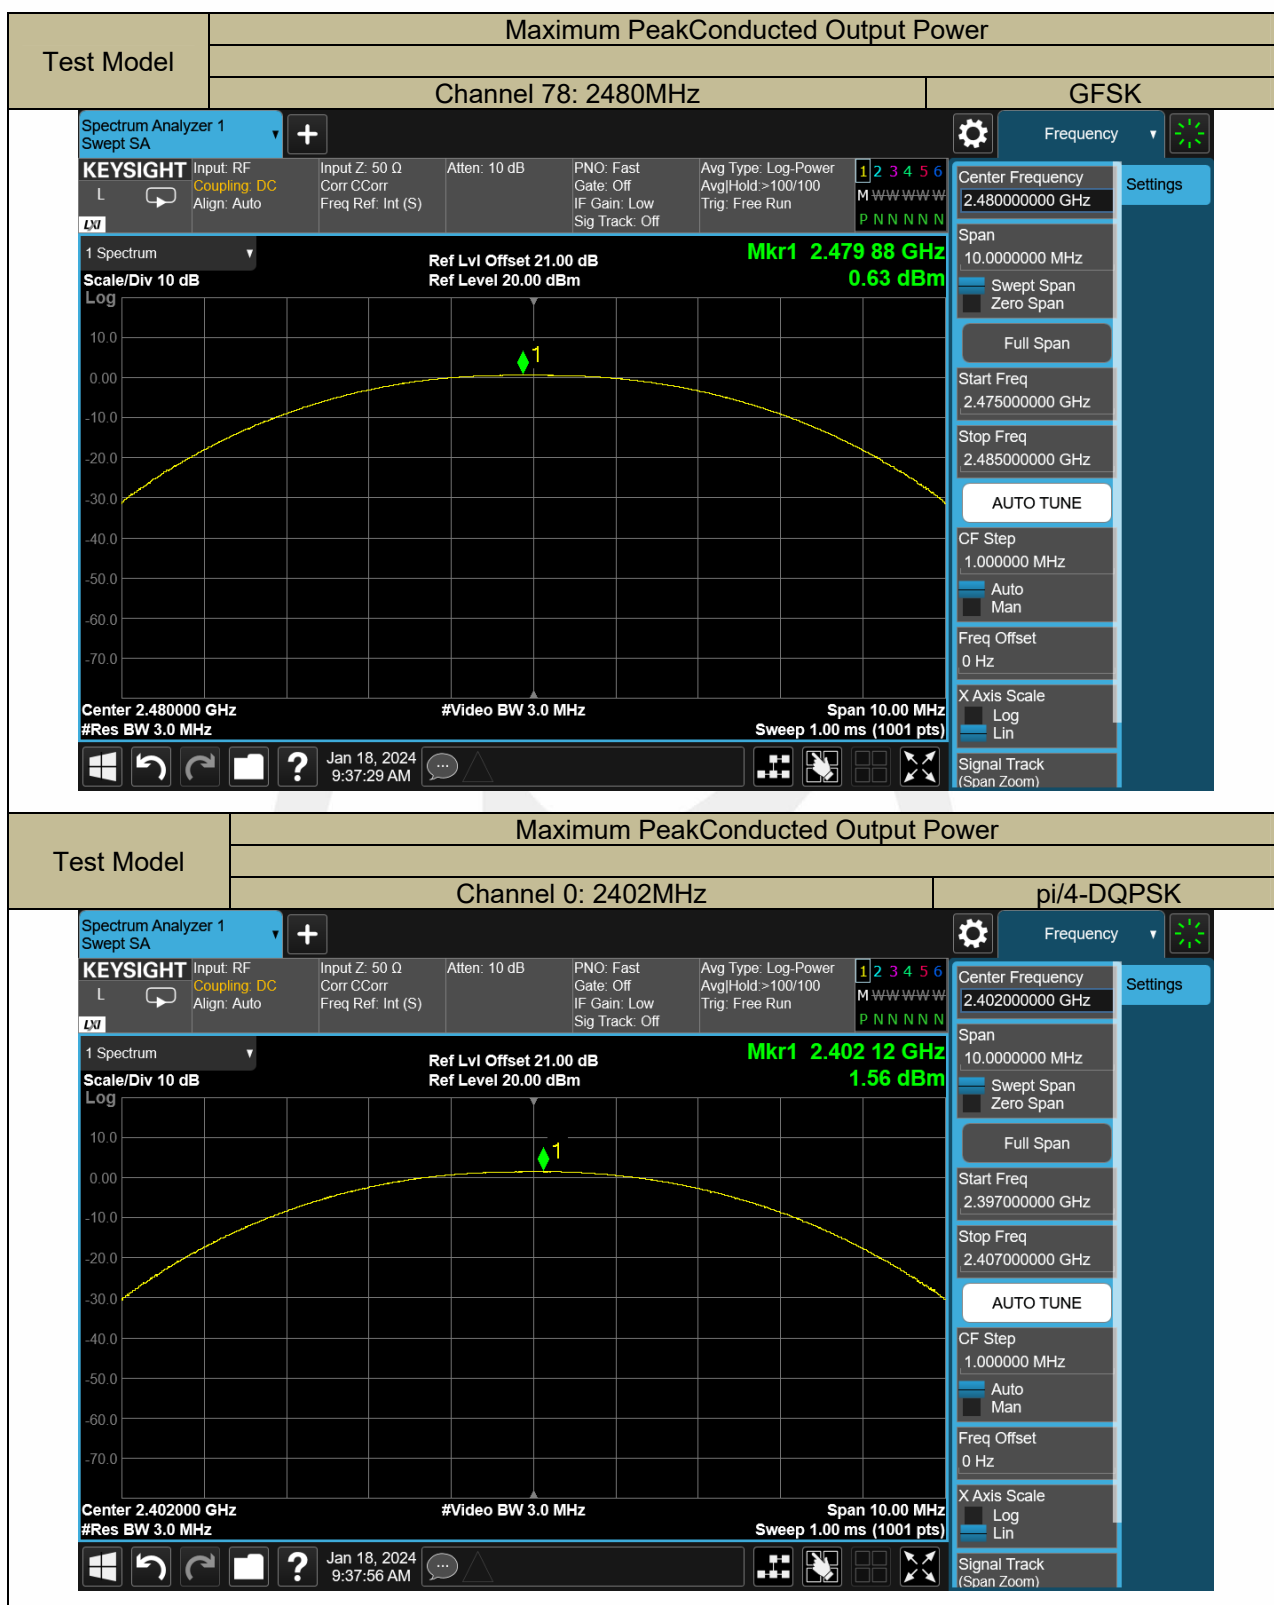 Test Model
Maximum PeakConducted Output Power
Channel 78: 2480MHz
GFSK
Spectrum Analyzer 1
Swept SA
Frequency
KEYSIGHT
L
LXI
Input: RF
Coupling: DC
Align: Auto
Input Z: 50 Ω
Corr CCorr
Freq Ref: Int (S)
Atten: 10 dB
PNO: Fast
Gate: Off
IF Gain: Low
Sig Track: Off
Avg Type: Log-Power
Avg|Hold:>100/100
Trig: Free Run
1 2 3 4 5 6
M W W W W W
P N N N N N
Center Frequency
2.480000000 GHz
Settings
Span
10.0000000 MHz
Swept Span
Zero Span
Full Span
Start Freq
2.475000000 GHz
Stop Freq
2.485000000 GHz
AUTO TUNE
CF Step
1.000000 MHz
Auto
Man
Freq Offset
0 Hz
X Axis Scale
Log
Lin
Signal Track
(Span Zoom)
1 Spectrum
Scale/Div 10 dB
Log
Ref Lvl Offset 21.00 dB
Ref Level 20.00 dBm
Mkr1 2.479 88 GHz
0.63 dBm
1
10.0
0.00
-10.0
-20.0
-30.0
-40.0
-50.0
-60.0
-70.0
Center 2.480000 GHz
#Res BW 3.0 MHz
#Video BW 3.0 MHz
Span 10.00 MHz
Sweep 1.00 ms (1001 pts)
?
Jan 18, 2024
9:37:29 AM
Test Model
Maximum PeakConducted Output Power
Channel 0: 2402MHz
pi/4-DQPSK
Spectrum Analyzer 1
Swept SA
Frequency
KEYSIGHT
L
LXI
Input: RF
Coupling: DC
Align: Auto
Input Z: 50 Ω
Corr CCorr
Freq Ref: Int (S)
Atten: 10 dB
PNO: Fast
Gate: Off
IF Gain: Low
Sig Track: Off
Avg Type: Log-Power
Avg|Hold:>100/100
Trig: Free Run
1 2 3 4 5 6
M W W W W W
P N N N N N
Center Frequency
2.402000000 GHz
Settings
Span
10.0000000 MHz
Swept Span
Zero Span
Full Span
Start Freq
2.397000000 GHz
Stop Freq
2.407000000 GHz
AUTO TUNE
CF Step
1.000000 MHz
Auto
Man
Freq Offset
0 Hz
X Axis Scale
Log
Lin
Signal Track
(Span Zoom)
1 Spectrum
Scale/Div 10 dB
Log
Ref Lvl Offset 21.00 dB
Ref Level 20.00 dBm
Mkr1 2.402 12 GHz
1.56 dBm
1
10.0
0.00
-10.0
-20.0
-30.0
-40.0
-50.0
-60.0
-70.0
Center 2.402000 GHz
#Res BW 3.0 MHz
#Video BW 3.0 MHz
Span 10.00 MHz
Sweep 1.00 ms (1001 pts)
?
Jan 18, 2024
9:37:56 AM